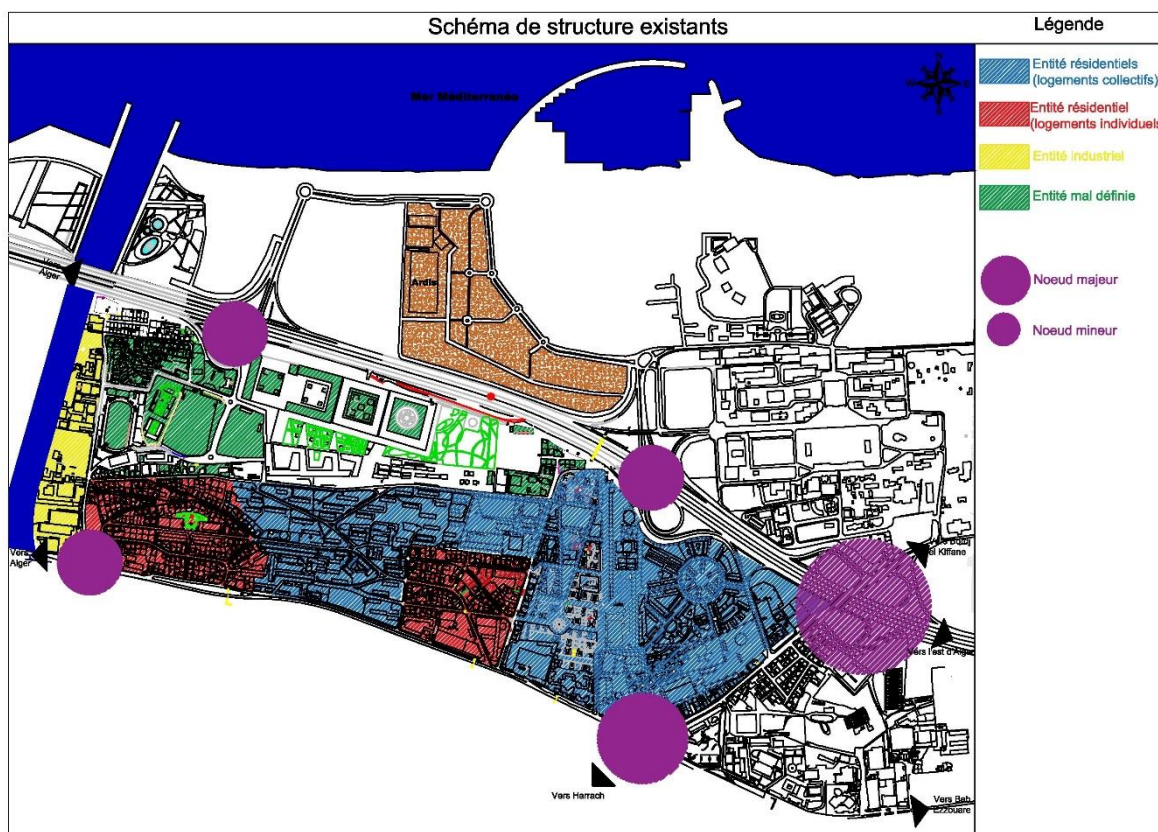 Schéma de structure existants
Légende
Mer Méditerranée
Entité résidentiels
(logements collectifs)
Entité résidentiel
(logements individuels
Entité industriel
Entité mal définie
Noeud majeur
Noeud mineur
Vers
Alger
Ardis
Vers
Alger
el Kiffane
Vers l'est d'Alger
Vers Harrach
Vers Bab
Ezzouare